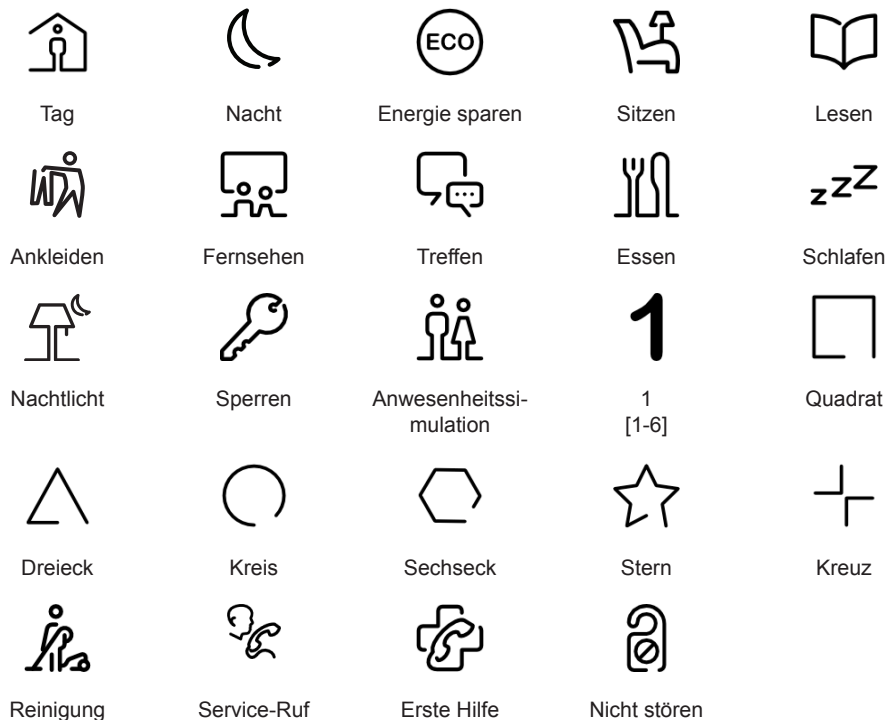 ECO
Tag Nacht Energie sparen Sitzen Lesen
zZZ
Ankleiden Fernsehen Treffen Essen Schlafen
1
Nachtlicht Sperren Anwesenheitssi- 1 Quadrat
mulation [1-6]
Dreieck Kreis Sechseck Stern Kreuz
Reinigung Service-Ruf Erste Hilfe Nicht stören